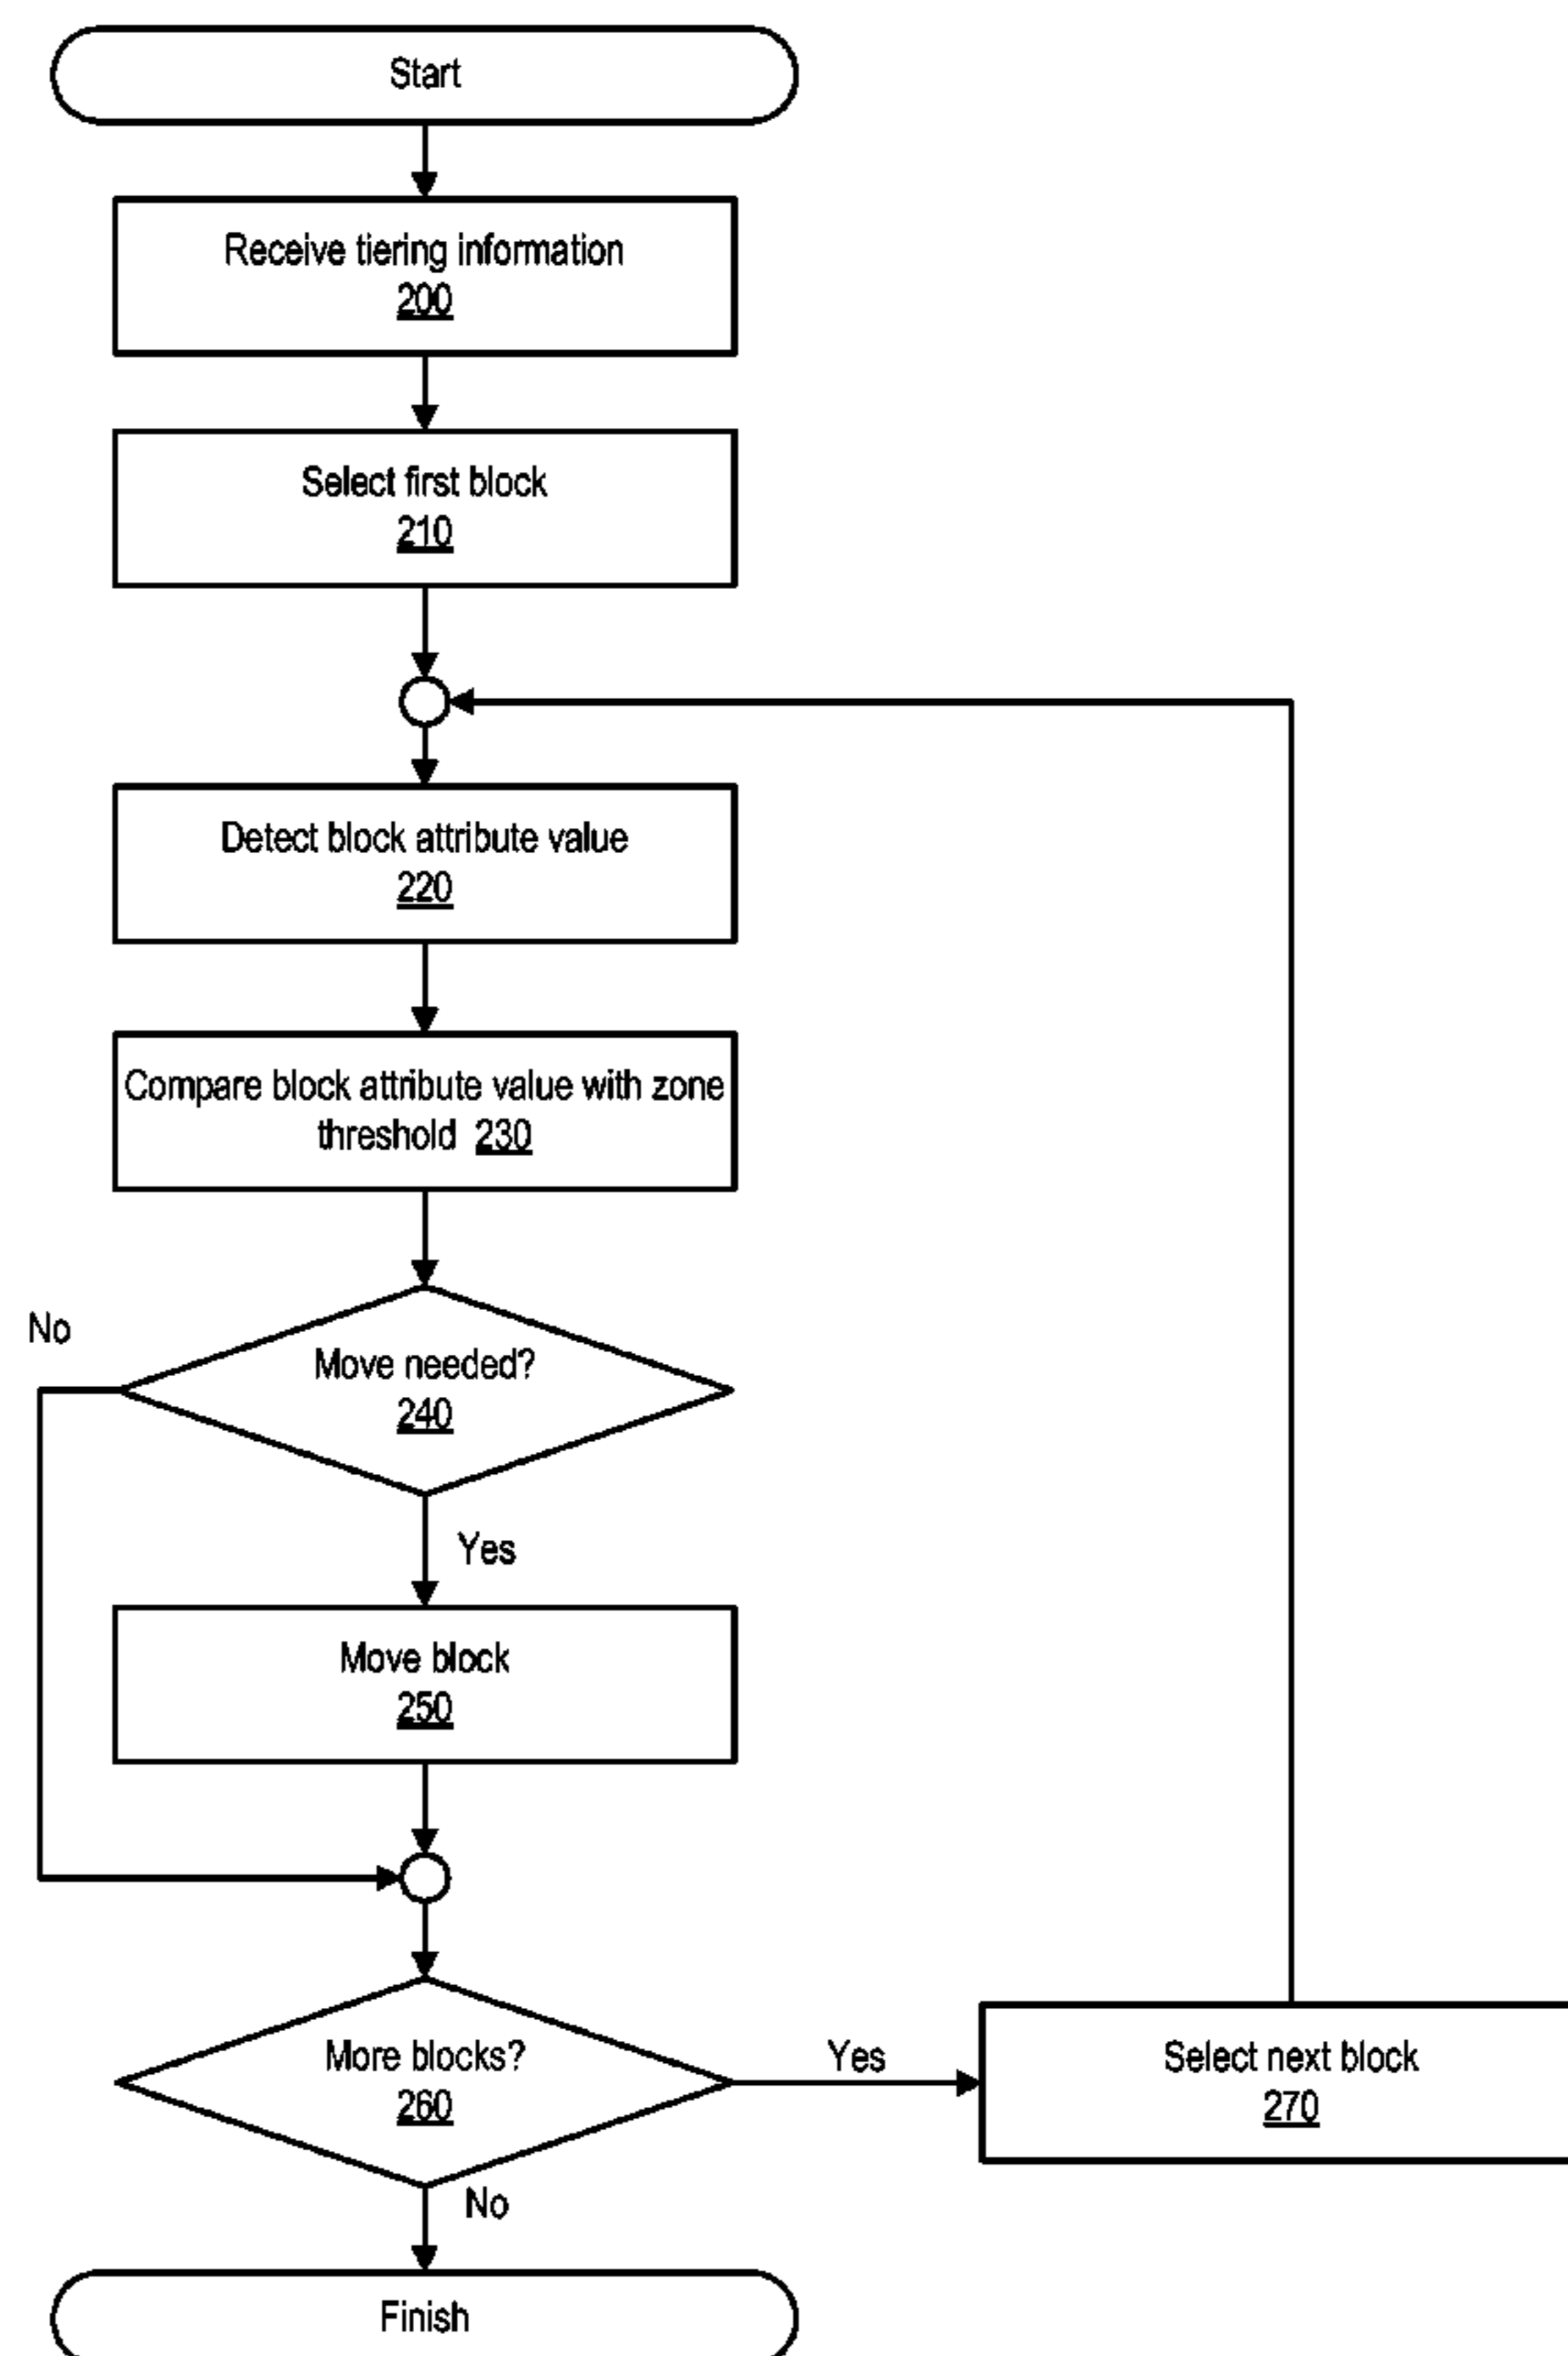 Start
Receive tiering information
200
Select first block
210
Detect block attribute value
220
Compare block attribute value with zone
threshold 230
No
Move needed?
240
Yes
Move block
250
More blocks?
260
Yes
Select next block
270
No
Finish